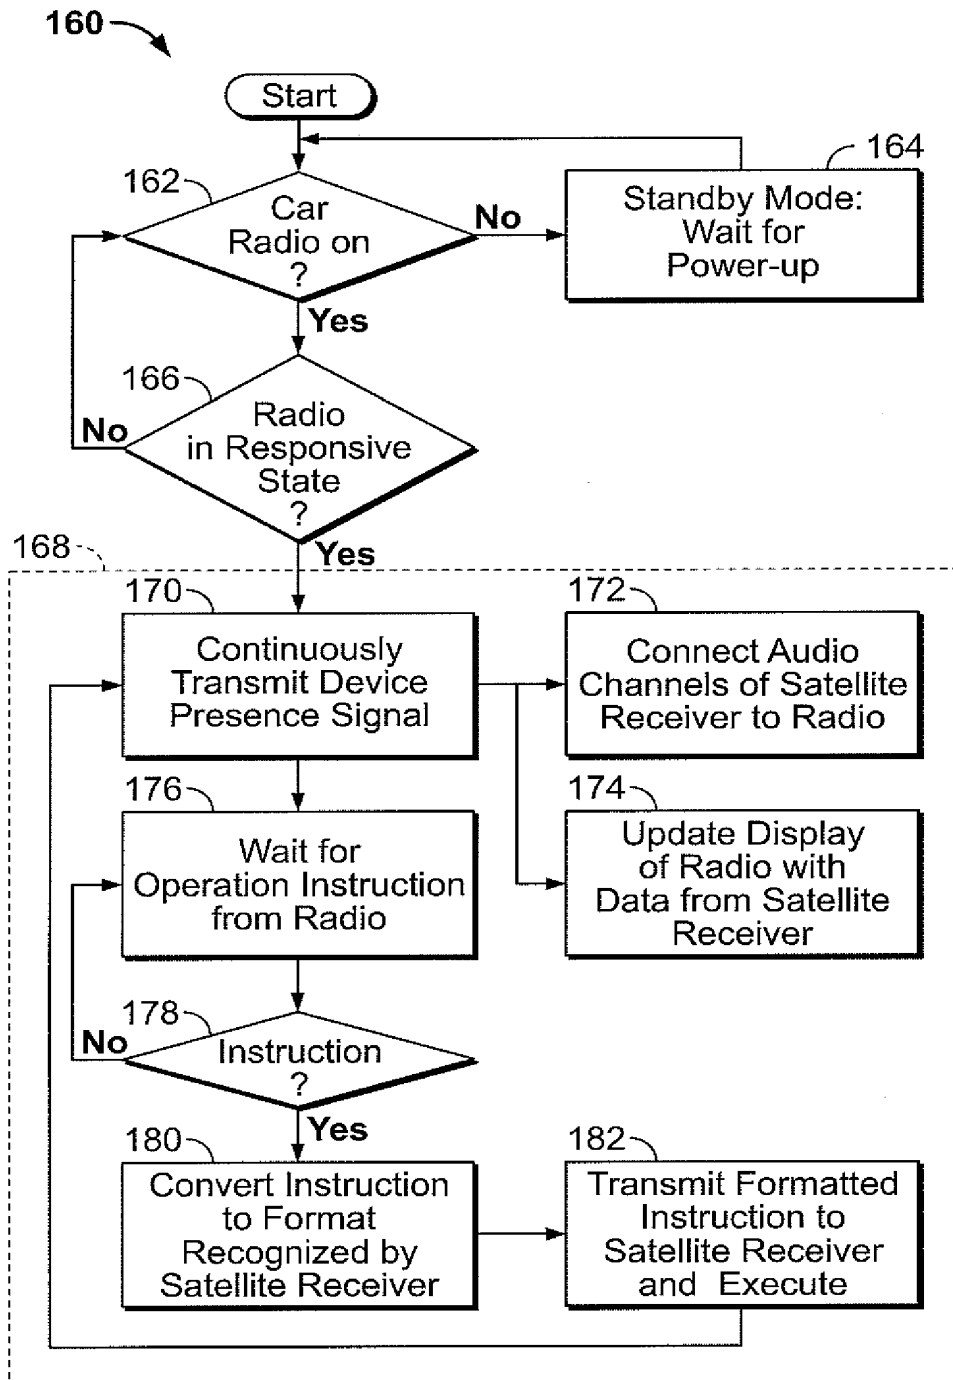 160
Start
162
Car
Radio on
?
No
164
Standby Mode:
Wait for
Power-up
Yes
166
Radio
in Responsive
State
?
No
Yes
168
170
Continuously
Transmit Device
Presence Signal
172
Connect Audio
Channels of Satellite
Receiver to Radio
176
Wait for
Operation Instruction
from Radio
174
Update Display
of Radio with
Data from Satellite
Receiver
178
Instruction
?
No
Yes
180
Convert Instruction
to Format
Recognized by
Satellite Receiver
182
Transmit Formatted
Instruction to
Satellite Receiver
and Execute